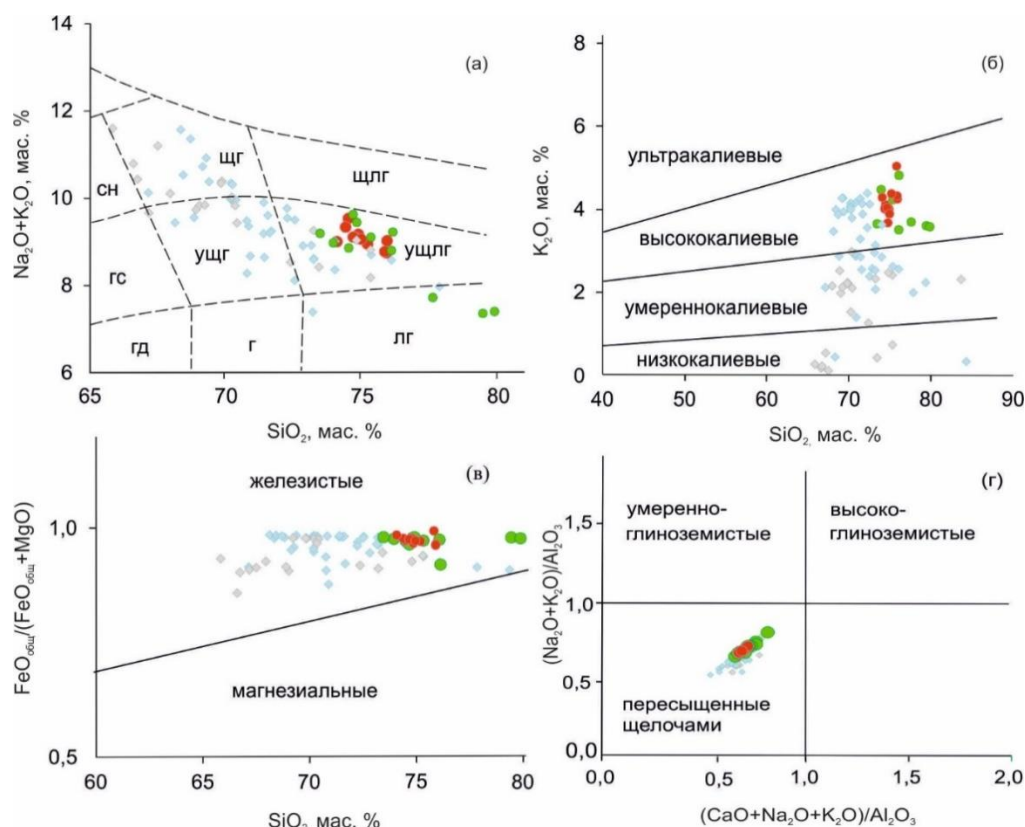 14
12
10
8
6
65
70
75
80
Na2O+K2O, мас. %
SiO2, мас. %
(а)
щг
щлг
сн
ущг
ущлг
гс
гд
г
лг
8
6
4
2
0
40
50
60
70
80
90
K2O, мас. %
SiO2, мас. %
(б)
ультракалиевые
высококалиевые
умереннокалиевые
низкокалиевые
1,0
0,5
60
65
70
75
80
FeOобщ/(FeOобщ+MgO)
SiO2, мас. %
(в)
железистые
магнезиальные
1,5
1,0
0,5
0,0
0,0
0,5
1,0
1,5
2,0
(Na2O+K2O)/Al2O3
(CaO+Na2O+K2O)/Al2O3
(г)
умеренно-
глиноземистые
высоко-
глиноземистые
пересыщенные
щелочами